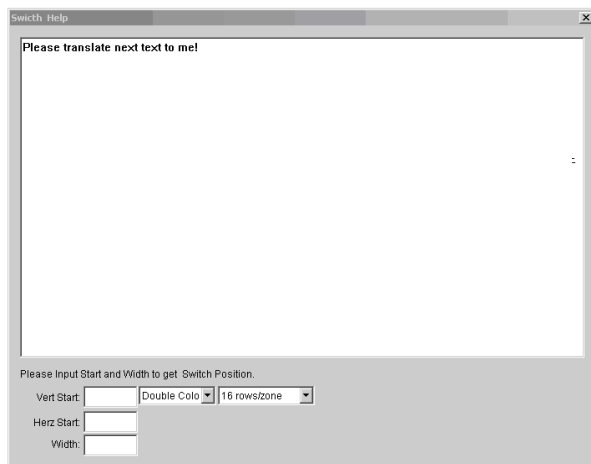 Swicth Help
Please translate next text to me!
Please Input Start and Width to get Switch Position.
Vert Start: Double Colo 16 rows/zone
Herz Start:
Width: